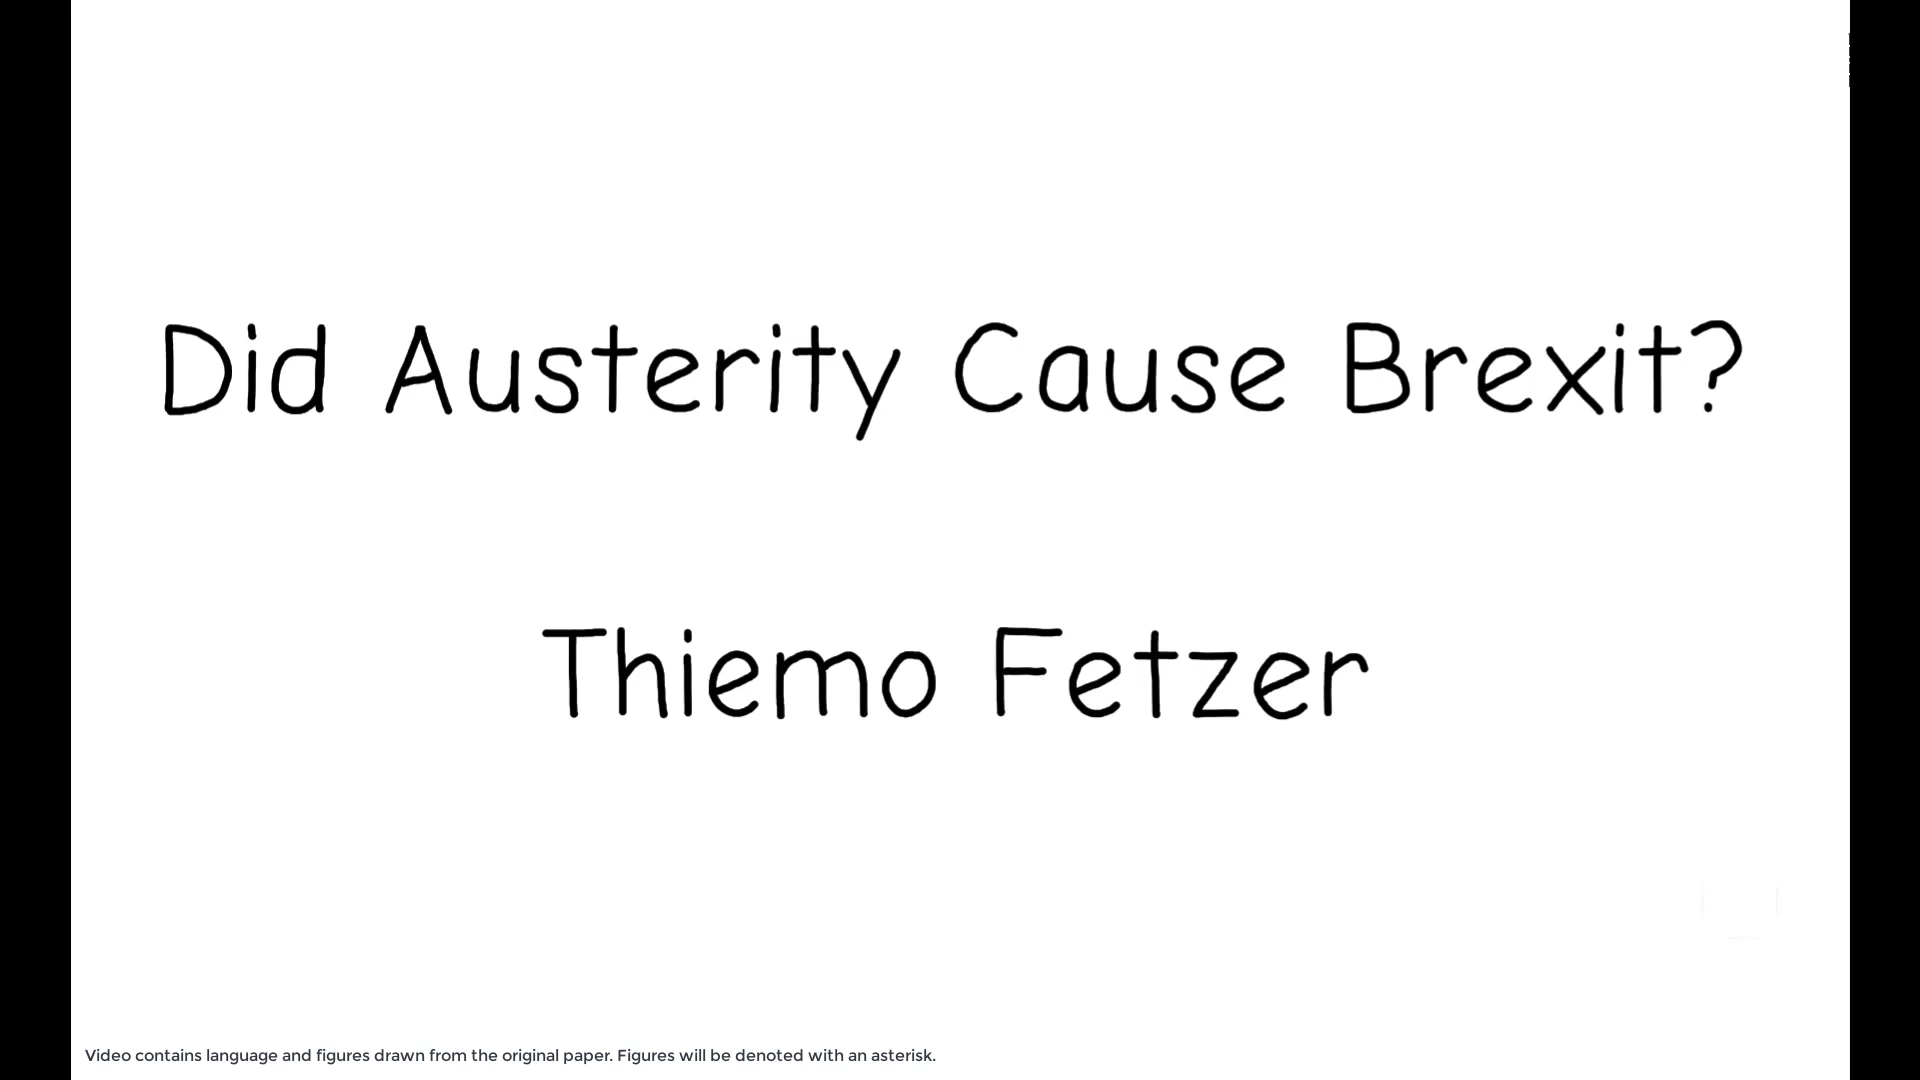 Did Austerity Cause Brexit?
Thiemo Fetzer
Video contains language and figures drawn from the original paper. Figures will be denoted with an asterisk.